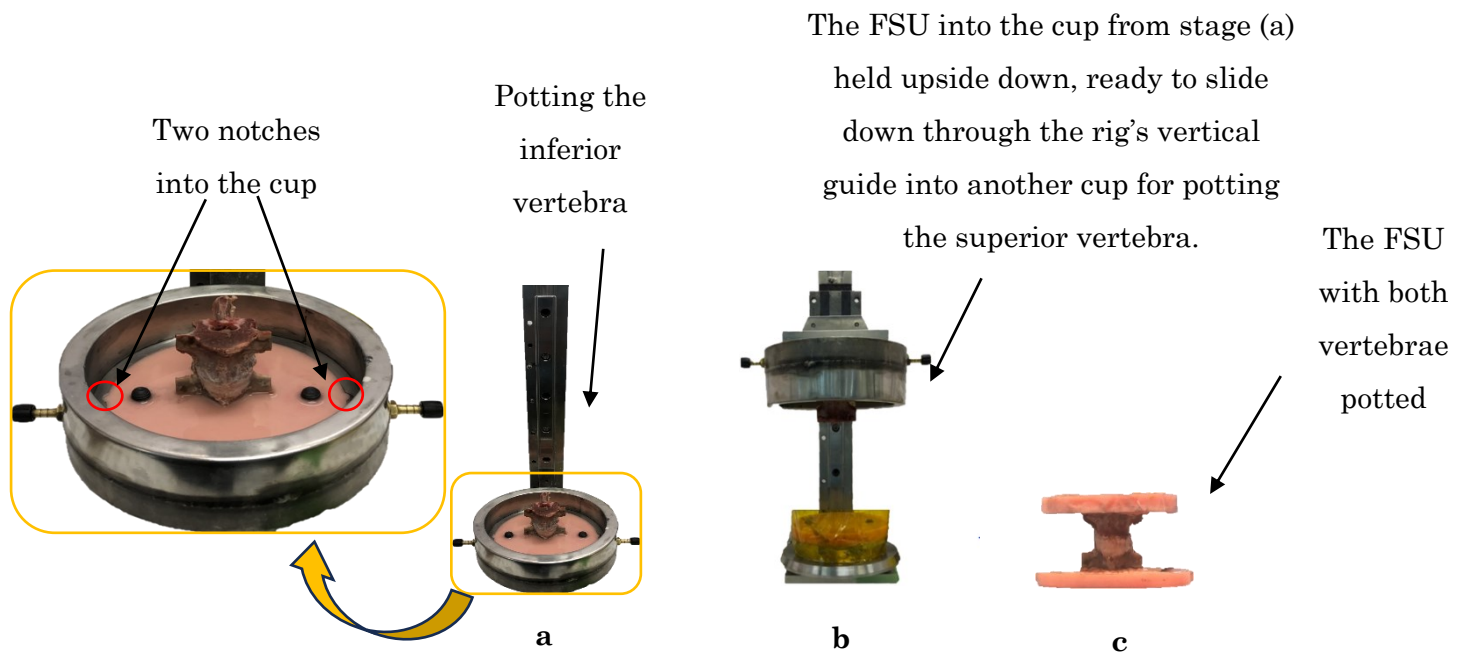 Two notches
into the cup
Potting the
inferior
vertebra
The FSU into the cup from stage (a)
held upside down, ready to slide
down through the rig’s vertical
guide into another cup for potting
the superior vertebra.
The FSU
with both
vertebrae
potted
a
b
c